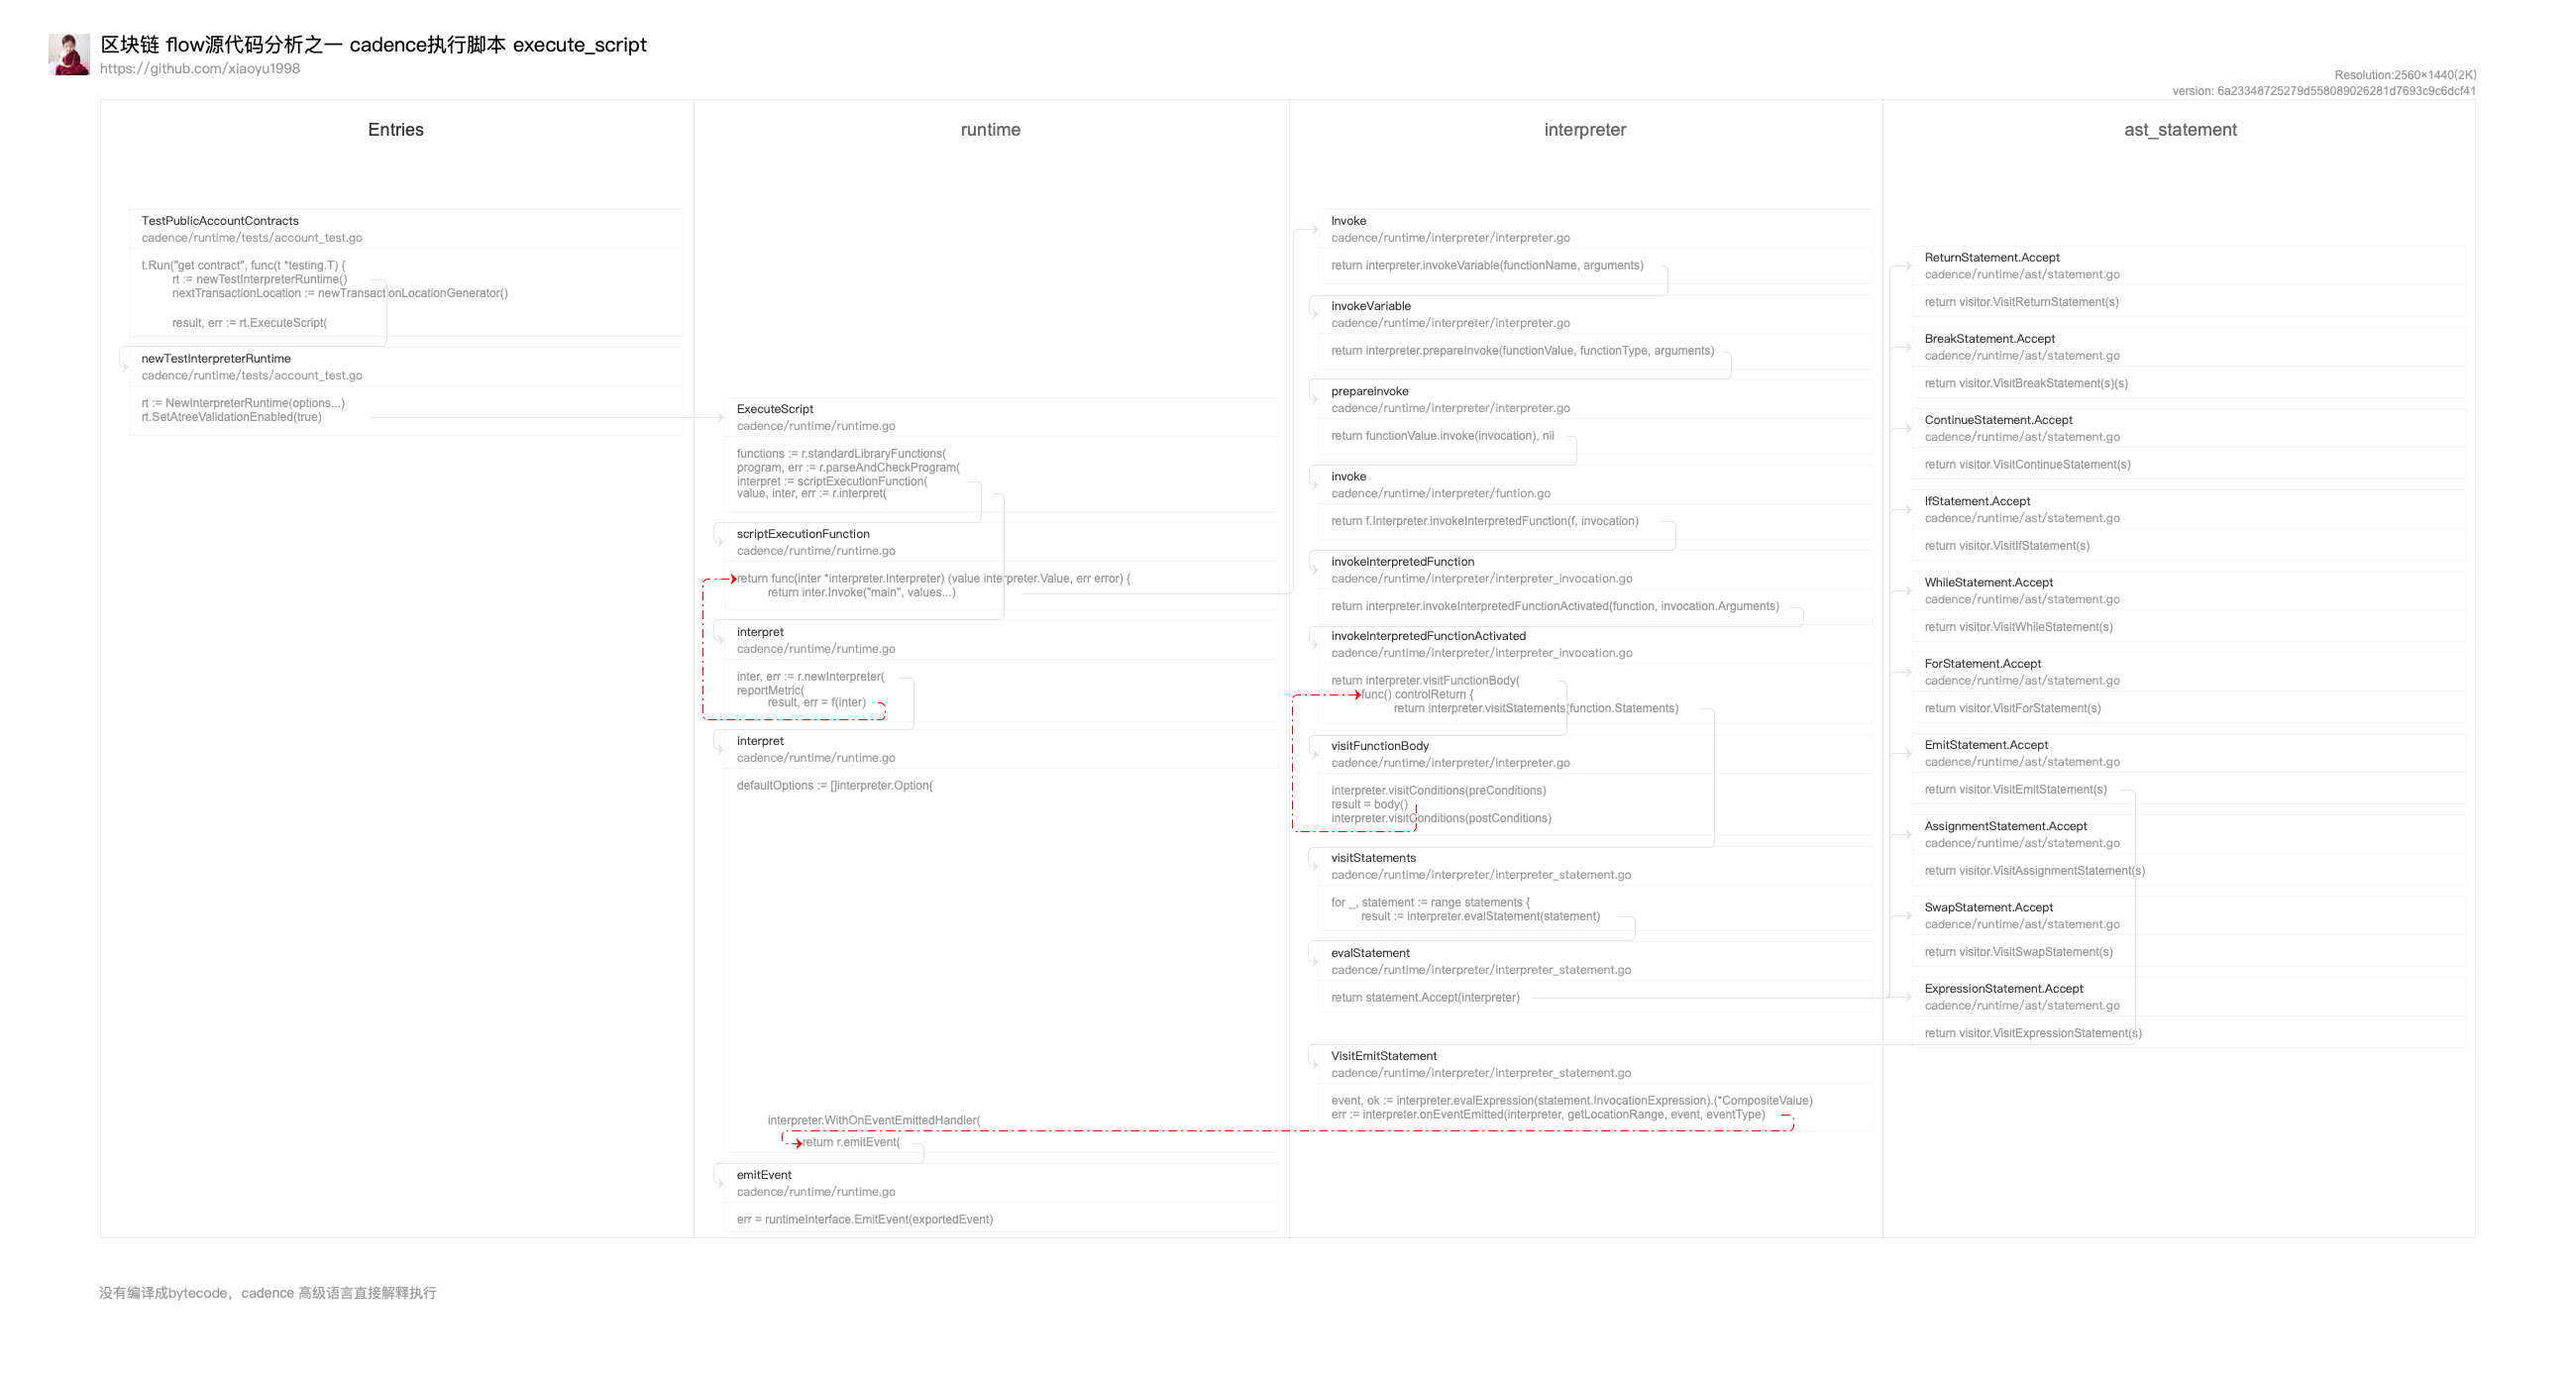 区块链 flow源代码分析之一 cadence执行脚本 execute_script
https://github.com/xiaoyu1998
Resolution:2560×1440(2K)
version: 6a23348725279d558089026281d7693c9c6dcf41
Entries
TestPublicAccountContracts
cadence/runtime/tests/account_test.go
t.Run("get contract", func(t *testing.T) {
rt := newTestInterpreterRuntime()
nextTransactionLocation := newTransactionLocationGenerator()
result, err := rt.ExecuteScript(
newTestInterpreterRuntime
cadence/runtime/tests/account_test.go
rt := NewInterpreterRuntime(options...)
rt.SetAtreeValidationEnabled(true)
runtime
ExecuteScript
cadence/runtime/runtime.go
functions := r.standardLibraryFunctions(
program, err := r.parseAndCheckProgram(
interpret := scriptExecutionFunction(
value, inter, err := r.interpret(
scriptExecutionFunction
cadence/runtime/runtime.go
return func(inter *interpreter.Interpreter) (value interpreter.Value, err error) {
return inter.Invoke("main", values...)
interpret
cadence/runtime/runtime.go
inter, err := r.newInterpreter(
reportMetric(
result, err = f(inter)
interpret
cadence/runtime/runtime.go
defaultOptions := []interpreter.Option{
interpreter.WithOnEventEmittedHandler(
return r.emitEvent(
emitEvent
cadence/runtime/runtime.go
err = runtimeInterface.EmitEvent(exportedEvent)
interpreter
Invoke
cadence/runtime/interpreter/interpreter.go
return interpreter.invokeVariable(functionName, arguments)
invokeVariable
cadence/runtime/interpreter/interpreter.go
return interpreter.prepareInvoke(functionValue, functionType, arguments)
prepareInvoke
cadence/runtime/interpreter/interpreter.go
return functionValue.invoke(invocation), nil
invoke
cadence/runtime/interpreter/funtion.go
return f.Interpreter.invokeInterpretedFunction(f, invocation)
invokeInterpretedFunction
cadence/runtime/interpreter/interpreter_invocation.go
return interpreter.invokeInterpretedFunctionActivated(function, invocation.Arguments)
invokeInterpretedFunctionActivated
cadence/runtime/interpreter/interpreter_invocation.go
return interpreter.visitFunctionBody(
func() controlReturn {
return interpreter.visitStatements(function.Statements)
visitFunctionBody
cadence/runtime/interpreter/interpreter.go
interpreter.visitConditions(preConditions)
result = body()
interpreter.visitConditions(postConditions)
visitStatements
cadence/runtime/interpreter/interpreter_statement.go
for _, statement := range statements {
result := interpreter.evalStatement(statement)
evalStatement
cadence/runtime/interpreter/interpreter_statement.go
return statement.Accept(interpreter)
VisitEmitStatement
cadence/runtime/interpreter/interpreter_statement.go
event, ok := interpreter.evalExpression(statement.InvocationExpression).(*CompositeValue)
err := interpreter.onEventEmitted(interpreter, getLocationRange, event, eventType)
ast_statement
ReturnStatement.Accept
cadence/runtime/ast/statement.go
return visitor.VisitReturnStatement(s)
BreakStatement.Accept
cadence/runtime/ast/statement.go
return visitor.VisitBreakStatement(s)(s)
ContinueStatement.Accept
cadence/runtime/ast/statement.go
return visitor.VisitContinueStatement(s)
IfStatement.Accept
cadence/runtime/ast/statement.go
return visitor.VisitIfStatement(s)
WhileStatement.Accept
cadence/runtime/ast/statement.go
return visitor.VisitWhileStatement(s)
ForStatement.Accept
cadence/runtime/ast/statement.go
return visitor.VisitForStatement(s)
EmitStatement.Accept
cadence/runtime/ast/statement.go
return visitor.VisitEmitStatement(s)
AssignmentStatement.Accept
cadence/runtime/ast/statement.go
return visitor.VisitAssignmentStatement(s)
SwapStatement.Accept
cadence/runtime/ast/statement.go
return visitor.VisitSwapStatement(s)
ExpressionStatement.Accept
cadence/runtime/ast/statement.go
return visitor.VisitExpressionStatement(s)
没有编译成bytecode，cadence 高级语言直接解释执行